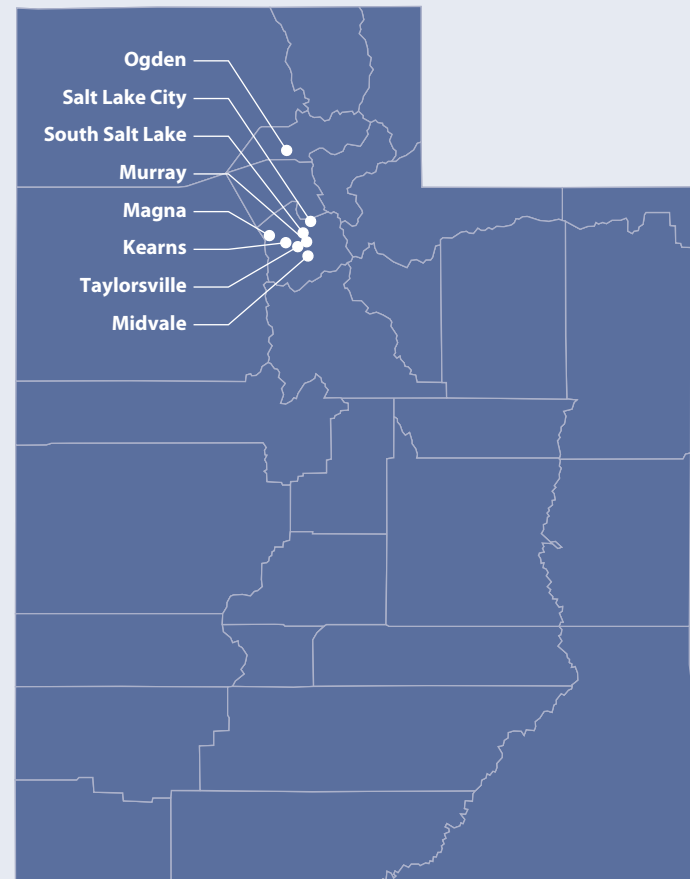 Ogden
Salt Lake City
South Salt Lake
Murray
Magna
Kearns
Taylorsville
Midvale